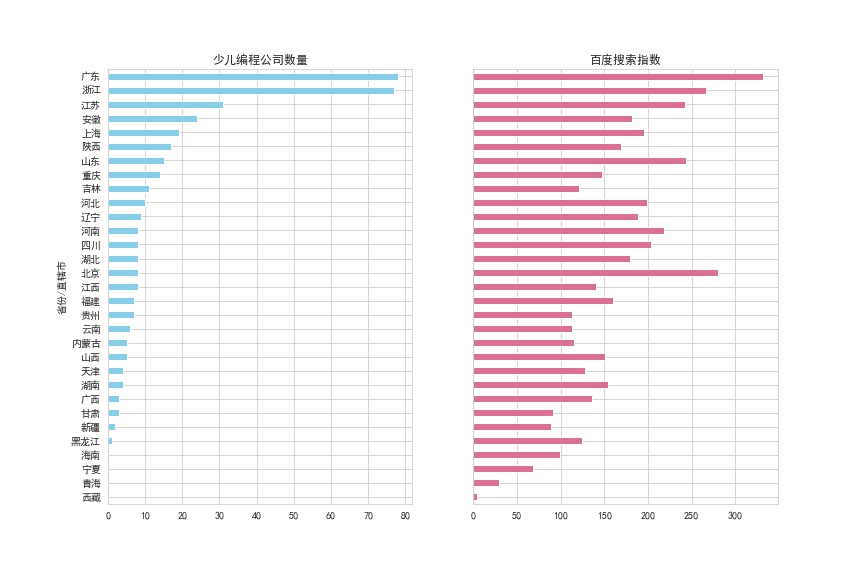 少儿编程公司数量
百度搜索指数
省份/直辖市
广东
浙江
江苏
安徽
上海
陕西
山东
重庆
吉林
河北
辽宁
河南
四川
湖北
北京
江西
福建
贵州
云南
内蒙古
山西
天津
湖南
广西
甘肃
新疆
黑龙江
海南
宁夏
青海
西藏
0 10 20 30 40 50 60 70 80
0 50 100 150 200 250 300